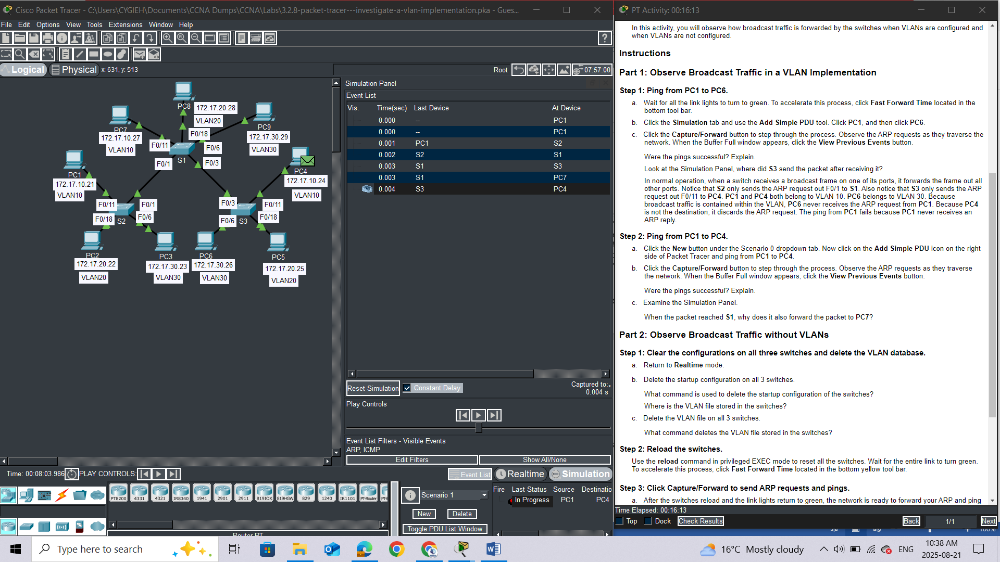 Cisco Packet Tracer - C:\Users\CYGIEH\Documents\CCNA Dumps\CCNA\Labs\3.2.8-packet-tracer---investigate-a-vlan-implementation.pka - Gues...
File Edit Options View Tools Extensions Window Help
?
Logical Physical x: 631, y: 513
Root 07:57:00
PC8
172.17.20.28
VLAN20
PC7
172.17.10.27
VLAN10
PC9
172.17.30.29
VLAN30
F0/18
F0/11
F0/6
S1
F0/1
F0/3
PC1
172.17.10.21
VLAN10
PC4
172.17.10.24
VLAN10
F0/11
F0/1
F0/18
S2
F0/6
F0/3
F0/11
F0/6
S3
F0/18
PC2
172.17.20.22
VLAN20
PC3
172.17.30.23
VLAN30
PC6
172.17.30.26
VLAN30
PC5
172.17.20.25
VLAN20
Simulation Panel
Event List
Vis. Time(sec) Last Device At Device
0.000 -- PC1
0.000 -- PC1
0.001 PC1 S2
0.002 S2 S1
0.003 S1 S3
0.003 S1 PC7
0.004 S3 PC4
Reset Simulation Constant Delay
Captured to:*
0.004 s
Play Controls
Event List Filters - Visible Events
ARP, ICMP
Edit Filters Show All/None
Time: 00:08:03.986 PLAY CONTROLS:
Event List Realtime Simulation
PT8200 4331 4321 IR8340 1941 2901 2911 819IOX 819HGW 829 1240 IR1101 PT-Router PT-E
Router PT
Scenario 1
New Delete
Toggle PDU List Window
Fire Last Status Source Destinatio
In Progress PC1 PC4
PT Activity: 00:16:13
In this activity, you will observe how broadcast traffic is forwarded by the switches when VLANs are configured and
when VLANs are not configured.
Instructions
Part 1: Observe Broadcast Traffic in a VLAN Implementation
Step 1: Ping from PC1 to PC6.
a. Wait for all the link lights to turn to green. To accelerate this process, click Fast Forward Time located in the
bottom tool bar.
b. Click the Simulation tab and use the Add Simple PDU tool. Click PC1, and then click PC6.
c. Click the Capture/Forward button to step through the process. Observe the ARP requests as they traverse the
network. When the Buffer Full window appears, click the View Previous Events button.
Were the pings successful? Explain.
Look at the Simulation Panel, where did S3 send the packet after receiving it?
In normal operation, when a switch receives a broadcast frame on one of its ports, it forwards the frame out all
other ports. Notice that S2 only sends the ARP request out F0/1 to S1. Also notice that S3 only sends the ARP
request out F0/11 to PC4. PC1 and PC4 both belong to VLAN 10. PC6 belongs to VLAN 30. Because
broadcast traffic is contained within the VLAN, PC6 never receives the ARP request from PC1. Because PC4
is not the destination, it discards the ARP request. The ping from PC1 fails because PC1 never receives an
ARP reply.
Step 2: Ping from PC1 to PC4.
a. Click the New button under the Scenario 0 dropdown tab. Now click on the Add Simple PDU icon on the right
side of Packet Tracer and ping from PC1 to PC4.
b. Click the Capture/Forward button to step through the process. Observe the ARP requests as they traverse
the network. When the Buffer Full window appears, click the View Previous Events button.
Were the pings successful? Explain.
c. Examine the Simulation Panel.
When the packet reached S1, why does it also forward the packet to PC7?
Part 2: Observe Broadcast Traffic without VLANs
Step 1: Clear the configurations on all three switches and delete the VLAN database.
a. Return to Realtime mode.
b. Delete the startup configuration on all 3 switches.
What command is used to delete the startup configuration of the switches?
Where is the VLAN file stored in the switches?
c. Delete the VLAN file on all 3 switches.
What command deletes the VLAN file stored in the switches?
Step 2: Reload the switches.
Use the reload command in privileged EXEC mode to reset all the switches. Wait for the entire link to turn green.
To accelerate this process, click Fast Forward Time located in the bottom yellow tool bar.
Step 3: Click Capture/Forward to send ARP requests and pings.
a. After the switches reload and the link lights return to green, the network is ready to forward your ARP and ping
Time Elapsed: 00:16:13
Top Dock Check Results Back 1/1 Next
100%
Type here to search
16°C Mostly cloudy ENG
10:38 AM
2025-08-21